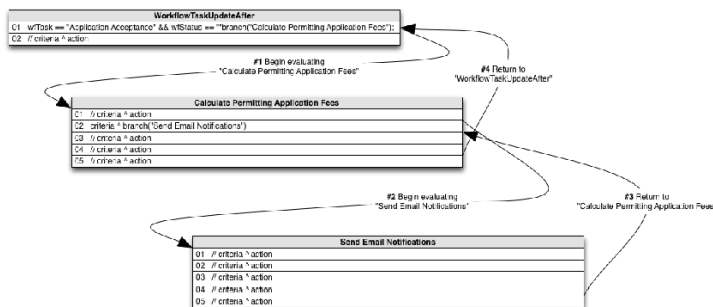 WorkflowTaskUpdateAfter
01 wfTask == "Application Acceptance" && wfStatus == "*branch("Calculate Permitting Application Fees");
02 // criteria ^ action
#1 Begin evaluating
"Calculate Permitting Application Fees"
#4 Return to
"WorkflowTaskUpdateAfter"
Calculate Permitting Application Fees
01 // criteria ^ action
02 criteria ^ branch("Send Email Notifications")
03 // criteria ^ action
04 // criteria ^ action
05 // criteria ^ action
#2 Begin evaluating
"Send Email Notifications"
#3 Return to
"Calculate Permitting Application Fees
Send Email Notifications
01 // criteria ^ action
02 // criteria ^ action
03 // criteria ^ action
04 // criteria ^ action
05 // criteria ^ action